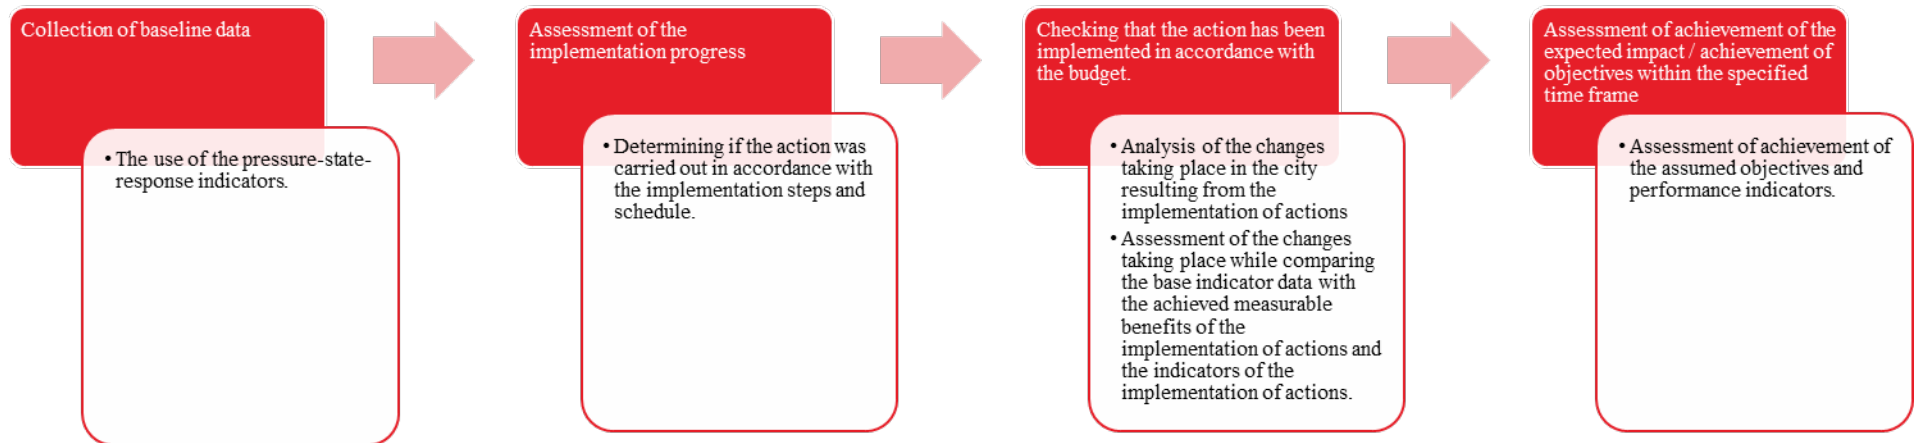 Collection of baseline data
• The use of the pressure-state-
response indicators.
Assessment of the
implementation progress
• Determining if the action was
carried out in accordance with
the implementation steps and
schedule.
Checking that the action has been
implemented in accordance with
the budget.
• Analysis of the changes
taking place in the city
resulting from the
implementation of actions
• Assessment of the changes
taking place while comparing
the base indicator data with
the achieved measurable
benefits of the
implementation of actions and
the indicators of the
implementation of actions.
Assessment of achievement of the
expected impact / achievement of
objectives within the specified
time frame
• Assessment of achievement of
the assumed objectives and
performance indicators.